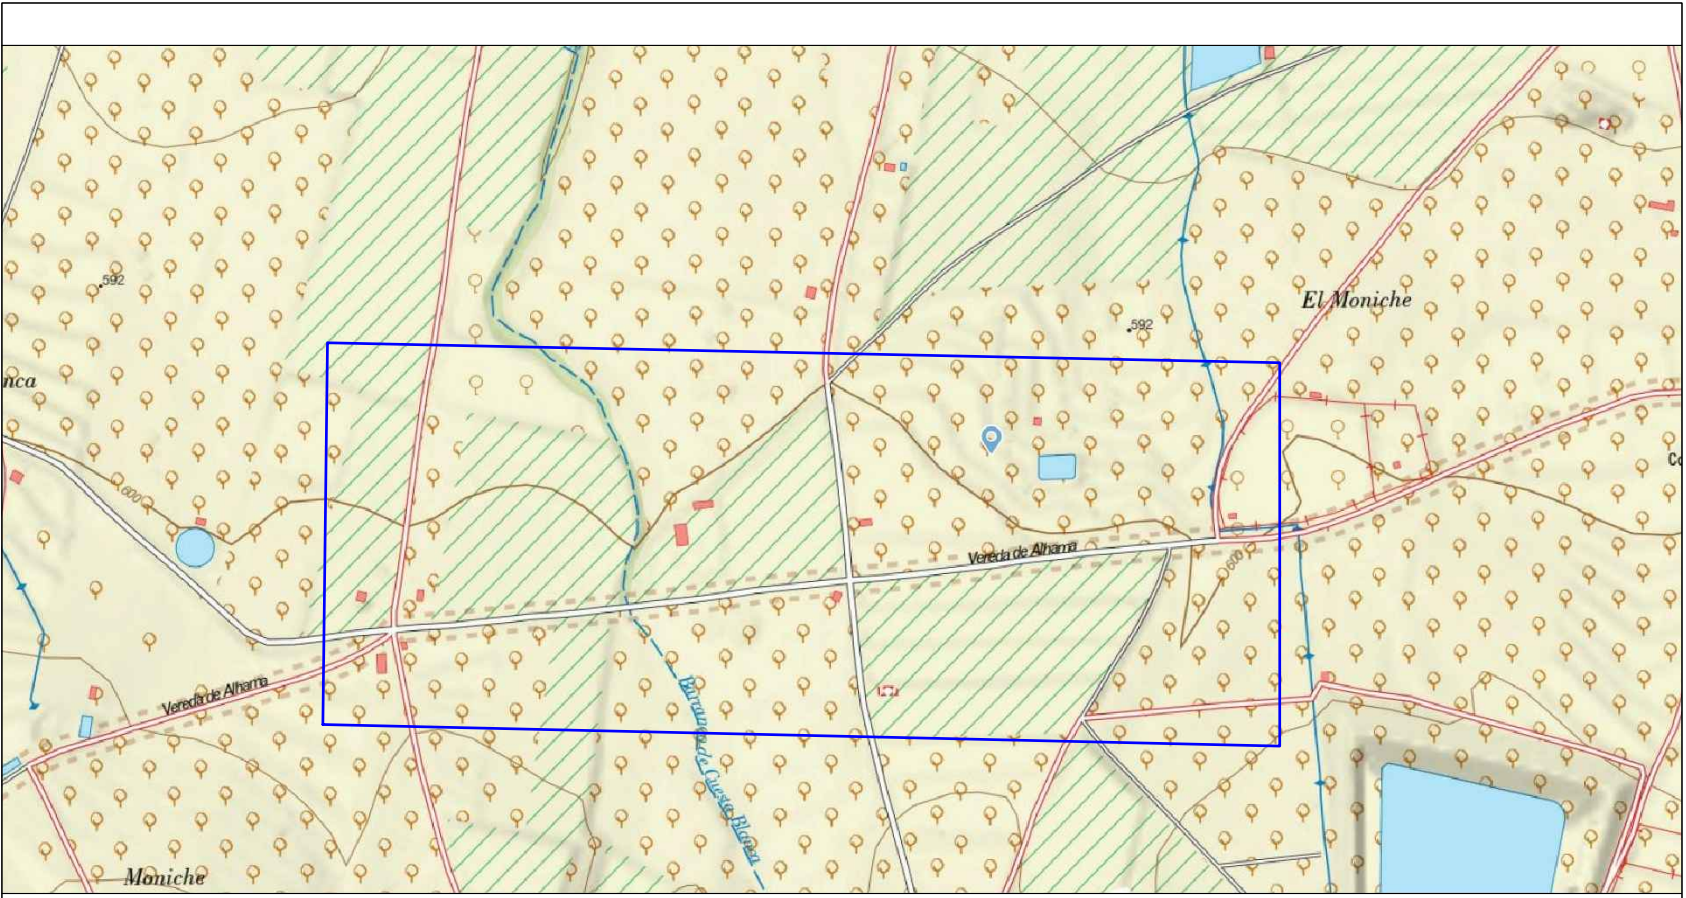 592
El Moniche
592
nca
600
Co
Vereda de Alhama
600
Vereda de Alhama
Barranco de Cuesta Blanca
Moniche